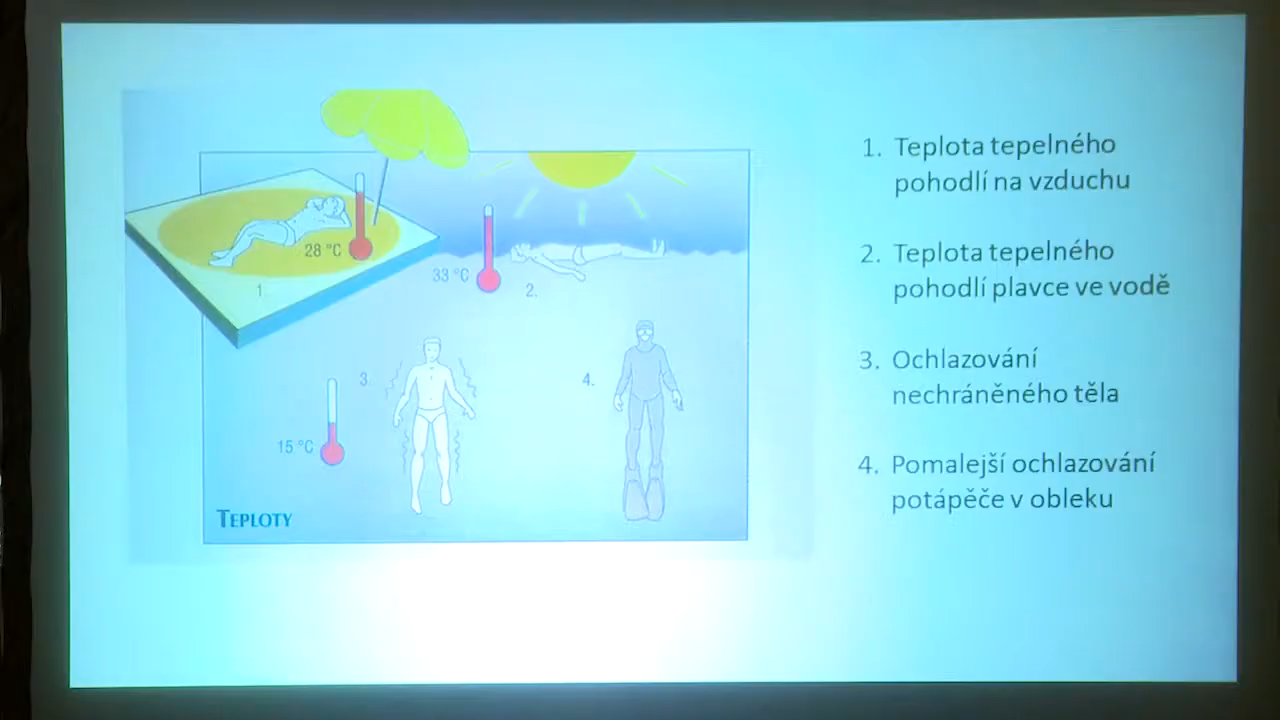 28 °C
1.
33 °C
2.
3.
4.
15 °C
TEPLOTY
1. Teplota tepelného
pohodlí na vzduchu
2. Teplota tepelného
pohodlí plavce ve vodě
3. Ochlazování
nechráněného těla
4. Pomalejší ochlazování
potápěče v obleku